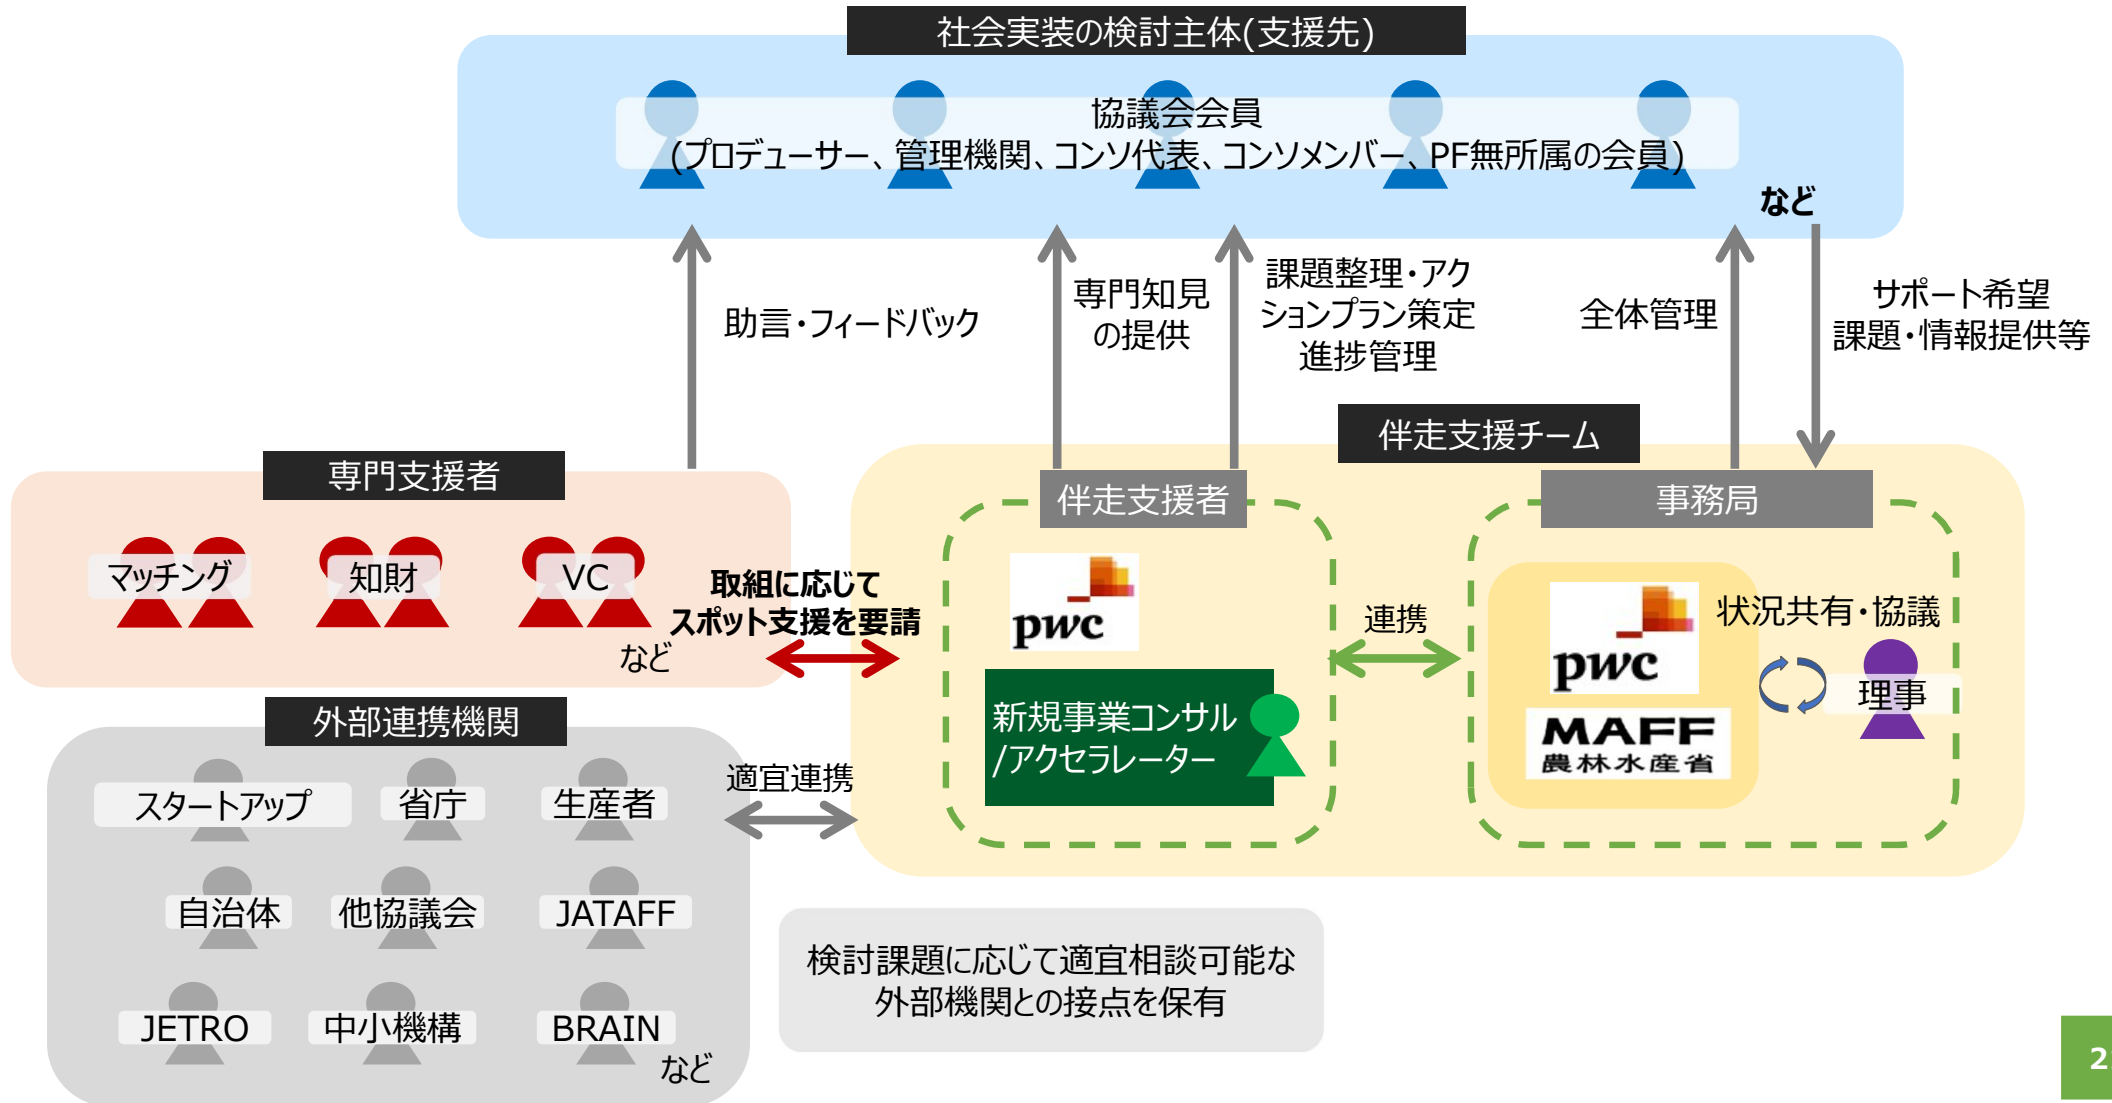 社会実装の検討主体(支援先)
協議会会員
(プロデューサー、管理機関、コンソ代表、コンソメンバー、PF無所属の会員)
など
助言・フィードバック
専門知見
の提供
課題整理・アク
ションプラン策定
進捗管理
全体管理
サポート希望
課題・情報提供等
伴走支援チーム
専門支援者
マッチング
知財
VC
など
取組に応じて
スポット支援を要請
伴走支援者
pwc
新規事業コンサル
/アクセラレーター
連携
事務局
pwc
MAFF
農林水産省
状況共有・協議
理事
外部連携機関
スタートアップ
省庁
生産者
自治体
他協議会
JATAFF
JETRO
中小機構
BRAIN
など
適宜連携
検討課題に応じて適宜相談可能な
外部機関との接点を保有